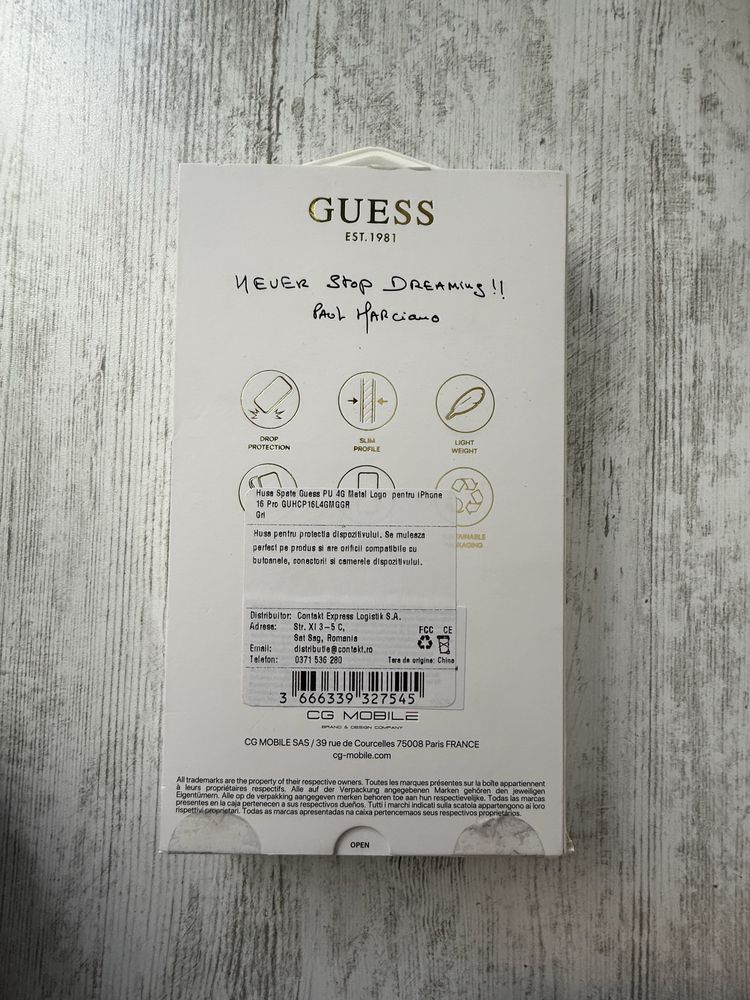 GUESS
EST. 1981
NEVER STOP DREAMING!!
PAUL MARCIANO
DROP
PROTECTION
SLIM
PROFILE
LIGHT
WEIGHT
Husa Spate Guess PU 4G Metal Logo pentru iPhone
16 Pro GUHCP16L4GMGGR
Gri
Husa pentru protectia dispozitivului. Se muleaza
perfect pe produs si are orificii compatibile cu
butoanele, conectorii si camerele dispozitivului.
Distribuitor: Contakt Express Logistik S.A.
Adresa: Str. XI 3-5 C,
Sat Sag, Romania
Email: distributie@contakt.ro
Telefon: 0371 536 280
FCC CE
Tara de origine: China
3 666339 327545
CG MOBILE
BRAND & DESIGN COMPANY
CG MOBILE SAS / 39 rue de Courcelles 75008 Paris FRANCE
cg-mobile.com
All trademarks are the property of their respective owners. Toutes les marques présentes sur la boîte appartiennent
à leurs propriétaires respectifs. Alle auf der Verpackung angegebenen Marken gehören den jeweiligen
Eigentümern. Alle op de verpakking aangegeven merken behoren toe aan hun respectievelijke. Todas las marcas
presentes en la caja pertenecen a sus respectivos dueños. Tutti i marchi indicati sulla scatola appartengono ai loro
rispettivi proprietari. Todas as marcas apresentadas na caixa pertencemaos seus respectivos proprietários.
OPEN